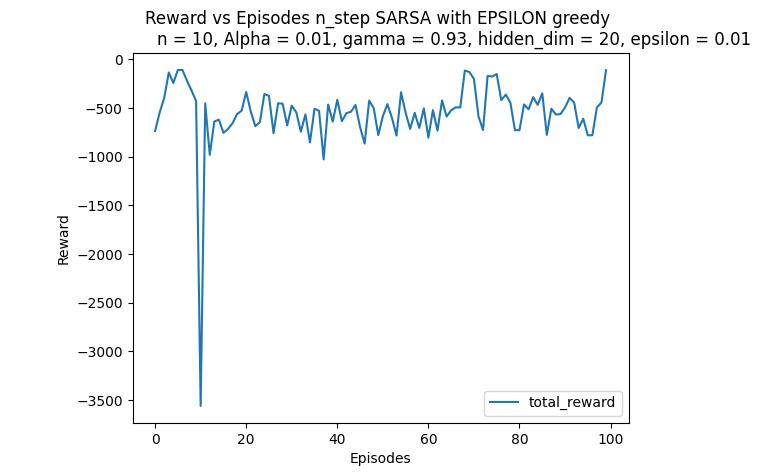 Reward vs Episodes n_step SARSA with EPSILON greedy
n = 10, Alpha = 0.01, gamma = 0.93, hidden_dim = 20, epsilon = 0.01
0
−500
−1000
−1500
−2000
−2500
−3000
−3500
Reward
total_reward
0 20 40 60 80 100
Episodes